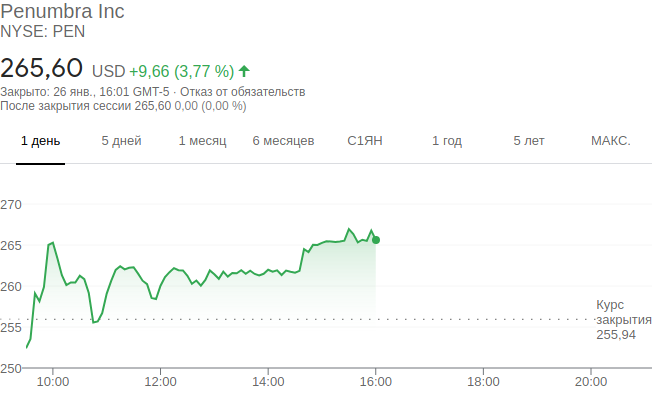 Penumbra Inc
NYSE: PEN
265,60 USD +9,66 (3,77 %)
Закрыто: 26 янв., 16:01 GMT-5 · Отказ от обязательств
После закрытия сессии 265,60 0,00 (0,00 %)
1 день 5 дней 1 месяц 6 месяцев С1ЯН 1 год 5 лет МАКС.
270
265
260
Курс
закрытия
255,94
255
250
10:00 12:00 14:00 16:00 18:00 20:00